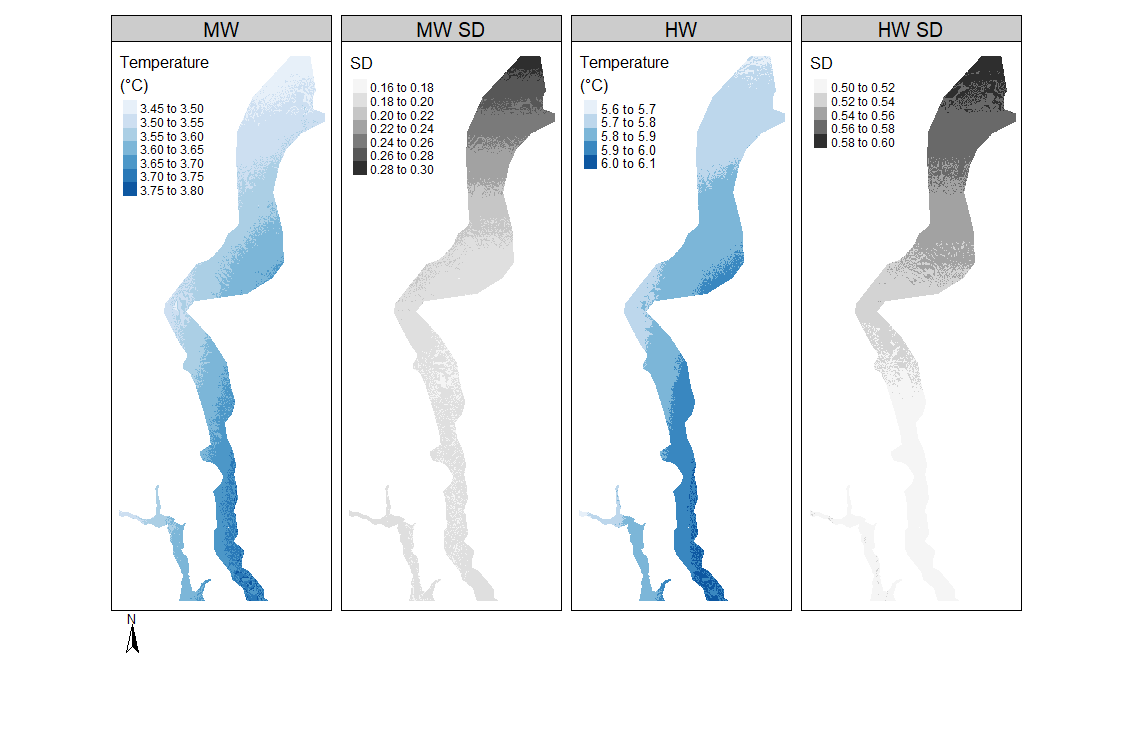 MW
Temperature
(°C)
3.45 to 3.50
3.50 to 3.55
3.55 to 3.60
3.60 to 3.65
3.65 to 3.70
3.70 to 3.75
3.75 to 3.80
MW SD
SD
0.16 to 0.18
0.18 to 0.20
0.20 to 0.22
0.22 to 0.24
0.24 to 0.26
0.26 to 0.28
0.28 to 0.30
HW
Temperature
(°C)
5.6 to 5.7
5.7 to 5.8
5.8 to 5.9
5.9 to 6.0
6.0 to 6.1
HW SD
SD
0.50 to 0.52
0.52 to 0.54
0.54 to 0.56
0.56 to 0.58
0.58 to 0.60
N